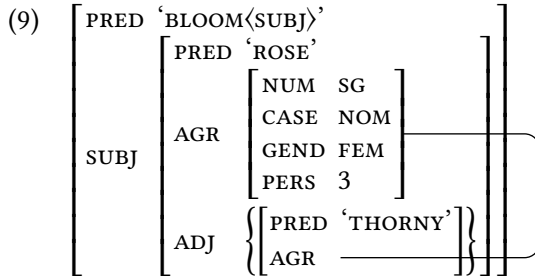 (9) PRED ‘BLOOM⟨SUBJ⟩’
PRED ‘ROSE’
NUM SG
CASE NOM
AGR
GEND FEM
SUBJ
PERS 3
PRED ‘THORNY’
ADJ
AGR